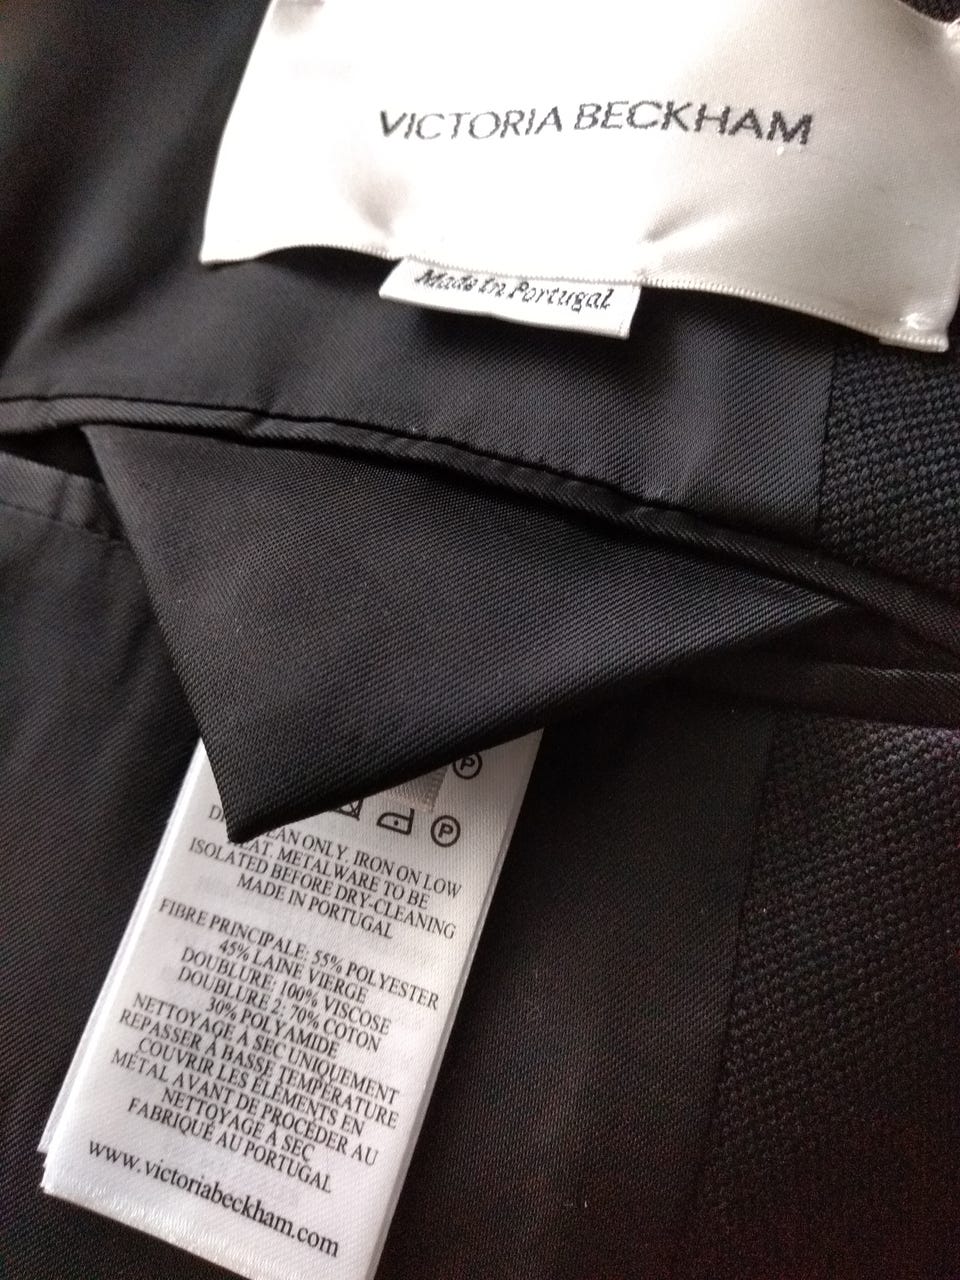 VICTORIA BECKHAM
Made In Portugal
P
P
CLEAN ONLY. IRON ON LOW
HEAT. METALWARE TO BE
ISOLATED BEFORE DRY-CLEANING
MADE IN PORTUGAL
FIBRE PRINCIPALE: 55% POLYESTER
45% LAINE VIERGE
DOUBLURE: 100% VISCOSE
DOUBLURE 2: 70% COTON
30% POLYAMIDE
NETTOYAGE À SEC UNIQUEMENT
REPASSER À BASSE TEMPÉRATURE
COUVRIR LES ÉLÉMENTS EN
MÉTAL AVANT DE PROCÉDER AU
NETTOYAGE À SEC
FABRIQUÉ AU PORTUGAL
www.victoriabeckham.com